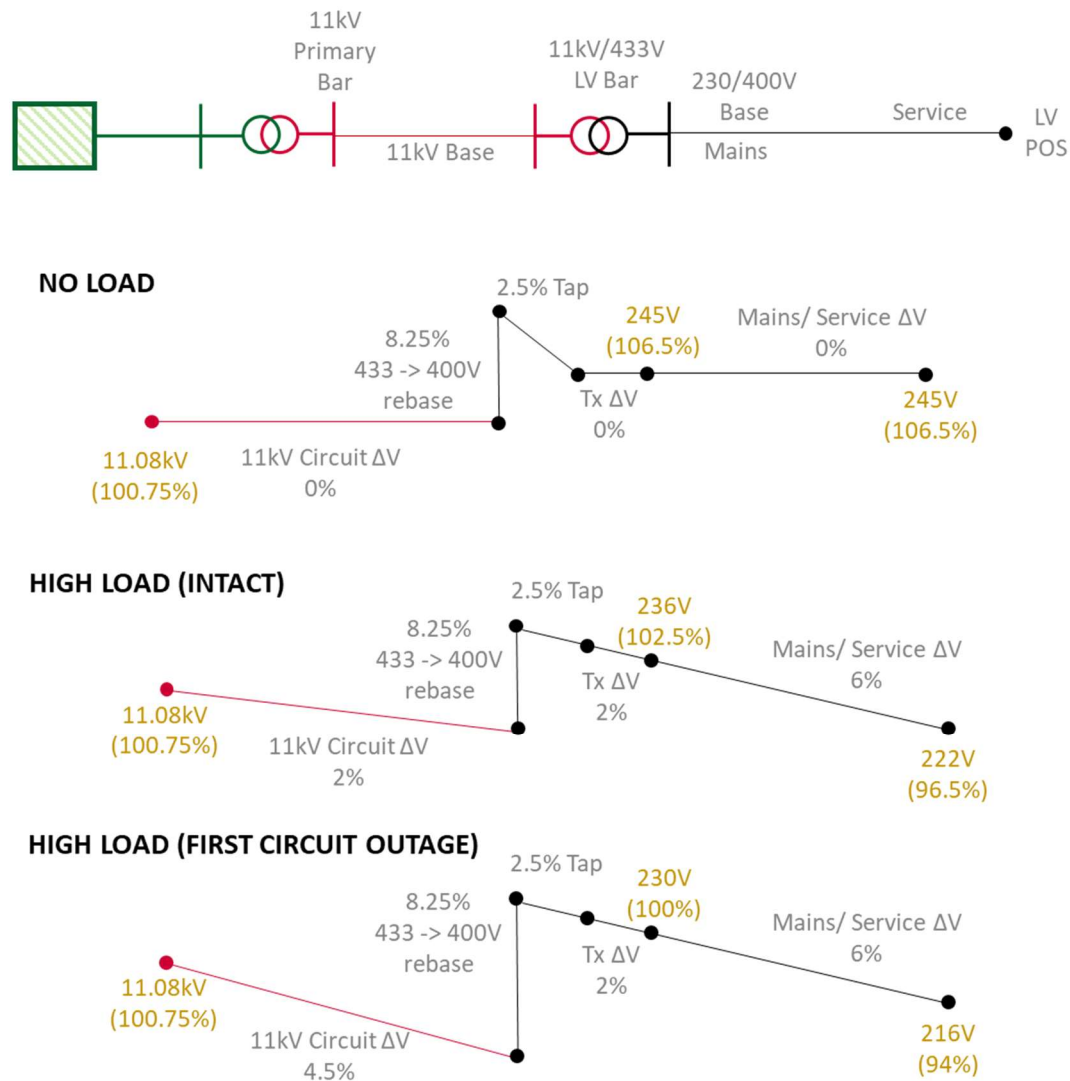 11kV
Primary
Bar
11kV/433V
LV Bar
230/400V
Base
Service
LV
POS
11kV Base
Mains
NO LOAD
2.5% Tap
8.25%
433 -> 400V
rebase
245V
(106.5%)
Mains/ Service ΔV
0%
Tx ΔV
0%
245V
(106.5%)
11.08kV
(100.75%)
11kV Circuit ΔV
0%
HIGH LOAD (INTACT)
2.5% Tap
8.25%
433 -> 400V
rebase
236V
(102.5%)
Mains/ Service ΔV
6%
Tx ΔV
2%
11.08kV
(100.75%)
11kV Circuit ΔV
2%
222V
(96.5%)
HIGH LOAD (FIRST CIRCUIT OUTAGE)
2.5% Tap
8.25%
433 -> 400V
rebase
230V
(100%)
Mains/ Service ΔV
6%
Tx ΔV
2%
11.08kV
(100.75%)
11kV Circuit ΔV
4.5%
216V
(94%)